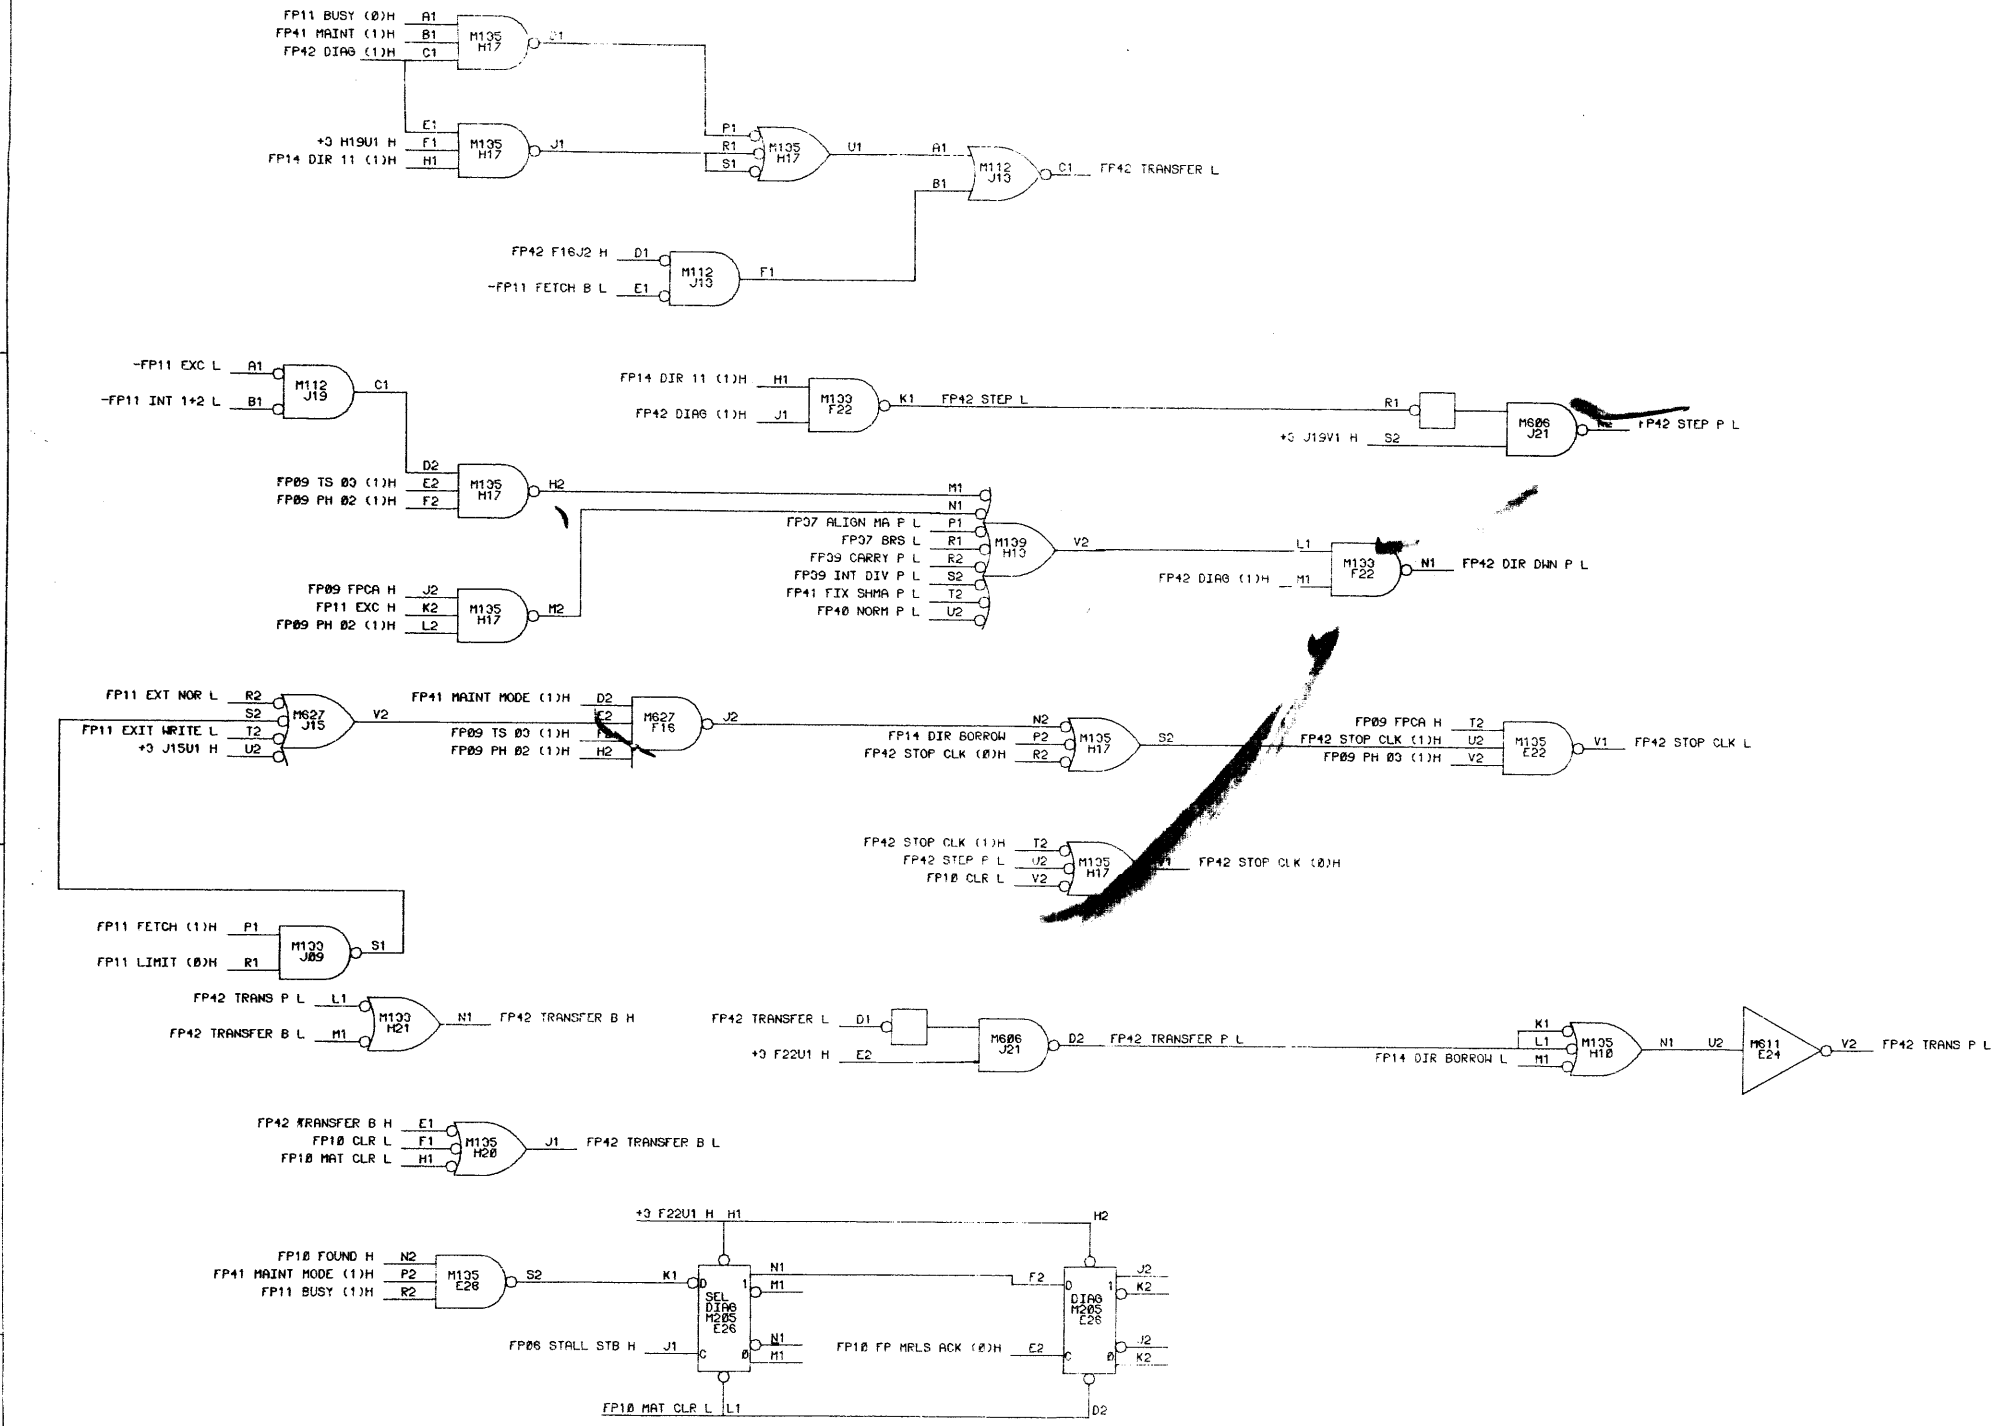 FP11 BUSY (0)H A1
FP41 MAINT (1)H B1
FP42 DIAG (1)H C1
M135
H17
E1
+3 H19U1 H F1
FP14 DIR 11 (1)H H1
M135
H17
J1
P1
R1
S1
M135
H17
U1
A1
B1
M112
J13
C1 FP42 TRANSFER L
FP42 F16J2 H D1
-FP11 FETCH B L E1
M112
J13
F1
-FP11 EXC L A1
-FP11 INT 1+2 L B1
M112
J19
C1
FP14 DIR 11 (1)H H1
FP42 DIAG (1)H J1
M133
F22
K1 FP42 STEP L
R1
+3 J19V1 H S2
M606
J21
FP42 STEP P L
D2
FP09 TS 03 (1)H E2
FP09 PH 02 (1)H F2
M135
H17
H2
FP09 FPCA H J2
FP11 EXC H K2
FP09 PH 02 (1)H L2
M135
H17
M2
M1
N1
FP37 ALIGN MA P L P1
FP37 BRS L R1
FP39 CARRY P L R2
FP39 INT DIV P L S2
FP41 FIX SHMA P L T2
FP40 NORM P L U2
M139
H13
V2
L1
FP42 DIAG (1)H M1
M133
F22
N1 FP42 DIR DWN P L
FP11 EXT NOR L R2
S2
FP11 EXIT WRITE L T2
+3 J15U1 H U2
M627
J15
V2
FP41 MAINT MODE (1)H D2
E2
FP09 TS 03 (1)H
FP09 PH 02 (1)H H2
M627
F16
J2
N2
FP14 DIR BORROW P2
FP42 STOP CLK (0)H R2
M135
H17
S2
FP09 FPCA H T2
FP42 STOP CLK (1)H U2
FP09 PH 03 (1)H V2
M135
E22
V1 FP42 STOP CLK L
FP42 STOP CLK (1)H T2
FP42 STEP P L U2
FP10 CLR L V2
M135
H17
FP42 STOP CLK (0)H
FP11 FETCH (1)H P1
FP11 LIMIT (0)H R1
M133
J09
S1
FP42 TRANS P L L1
FP42 TRANSFER B L M1
M133
H21
N1 FP42 TRANSFER B H
FP42 TRANSFER L D1
+3 F22U1 H E2
M606
J21
D2 FP42 TRANSFER P L
K1
L1
FP14 DIR BORROW L M1
M135
H10
N1
U2
M611
E24
V2 FP42 TRANS P L
FP42 TRANSFER B H E1
FP10 CLR L F1
FP10 MAT CLR L H1
M135
H20
J1 FP42 TRANSFER B L
+3 F22U1 H H1
H2
FP10 FOUND H N2
FP41 MAINT MODE (1)H P2
FP11 BUSY (1)H R2
M135
E26
S2
K1
D 1
SEL
DIAG
M205
E26
C 0
N1
M1
N1
M1
FP06 STALL STB H J1
F2
D 1
DIAG
M205
E26
C 0
J2
K2
J2
K2
FP10 FP MRLS ACK (0)H E2
FP10 MAT CLR L L1
D2